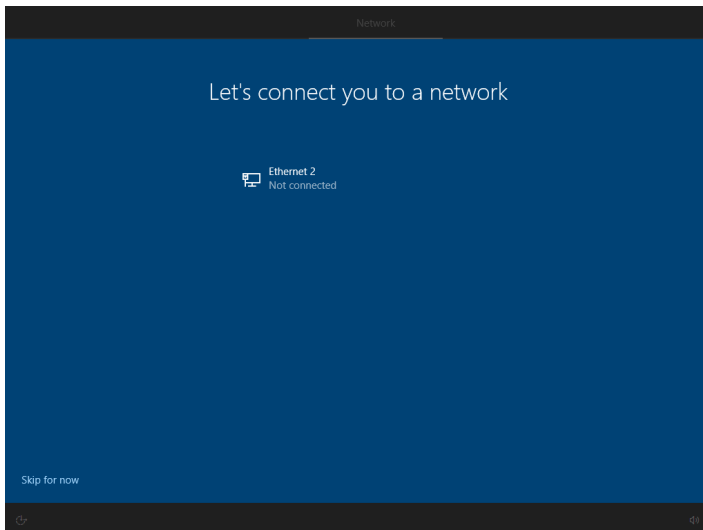 Network
Let's connect you to a network
Ethernet 2
Not connected
Skip for now